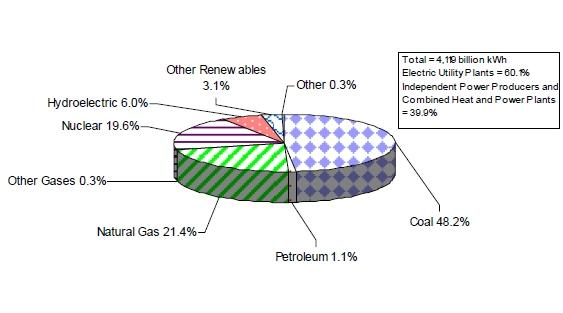 Total = 4,119 billion kWh
Electric Utility Plants = 60.1%
Independent Power Producers and
Combined Heat and Power Plants
= 39.9%
Other Renewables
3.1%
Other 0.3%
Hydroelectric 6.0%
Nuclear 19.6%
Other Gases 0.3%
Natural Gas 21.4%
Petroleum 1.1%
Coal 48.2%